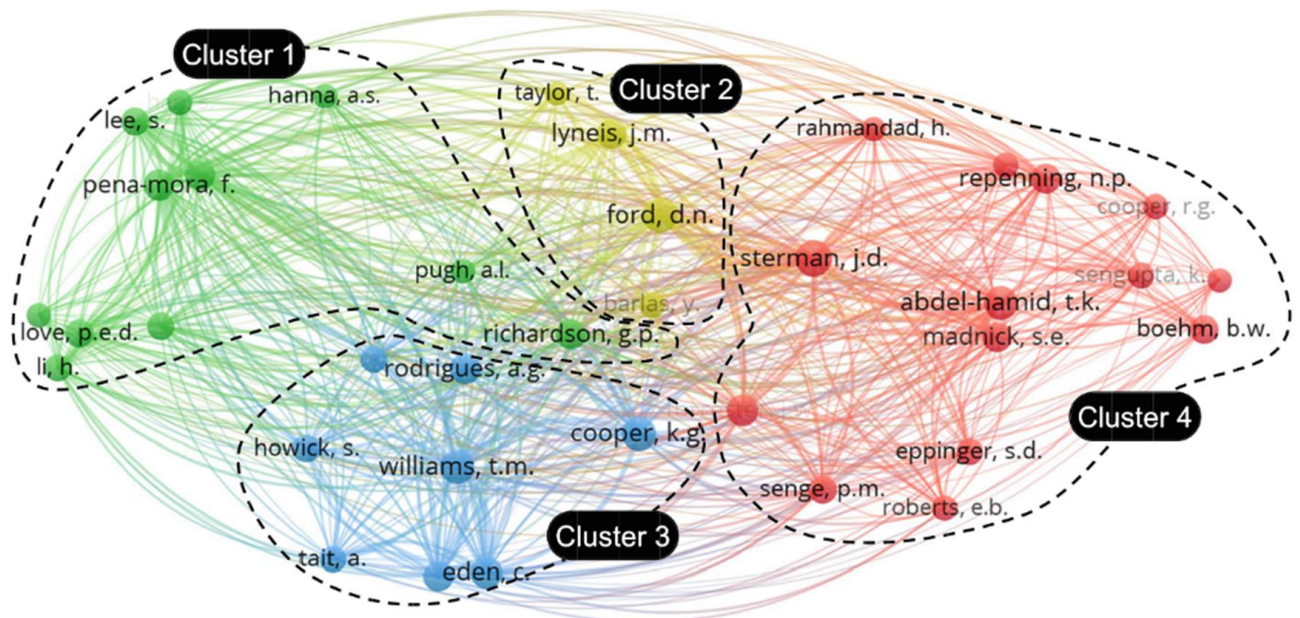 Cluster 1
Cluster 2
Cluster 3
Cluster 4
hanna, a.s.
lee, s.
pena-mora, f.
pugh, a.l.
love, p.e.d.
li, h.
richardson, g.p.
taylor, t.
lyneis, j.m.
ford, d.n.
barlas, y.
rodrigues, a.g.
howick, s.
cooper, k.g.
williams, t.m.
tait, a.
eden, c.
rahmandad, h.
repenning, n.p.
cooper, r.g.
sterman, j.d.
sengupta, k.
abdel-hamid, t.k.
madnick, s.e.
boehm, b.w.
eppinger, s.d.
senge, p.m.
roberts, e.b.